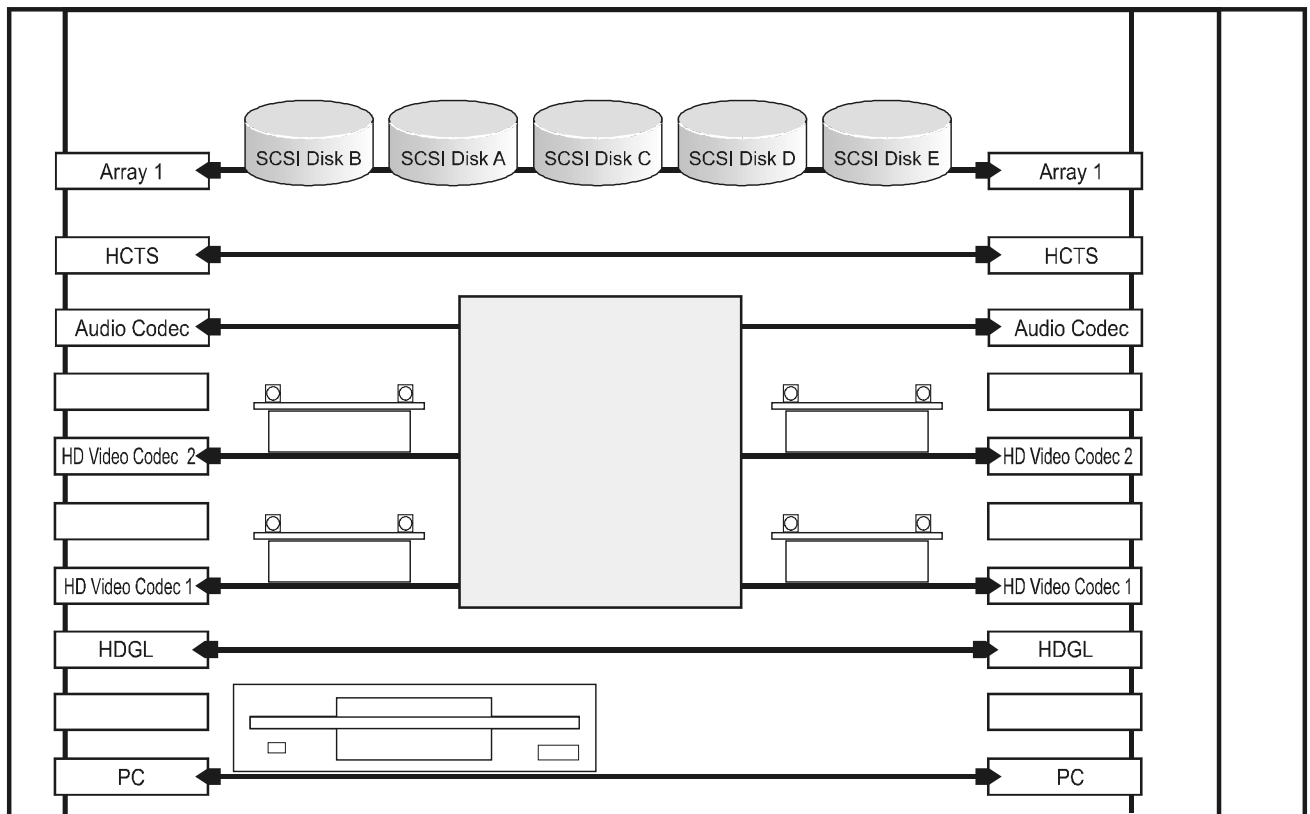 SCSI Disk B SCSI Disk A SCSI Disk C SCSI Disk D SCSI Disk E
Array 1 Array 1
HCTS HCTS
Audio Codec Audio Codec
HD Video Codec 2 HD Video Codec 2
HD Video Codec 1 HD Video Codec 1
HDGL HDGL
PC PC